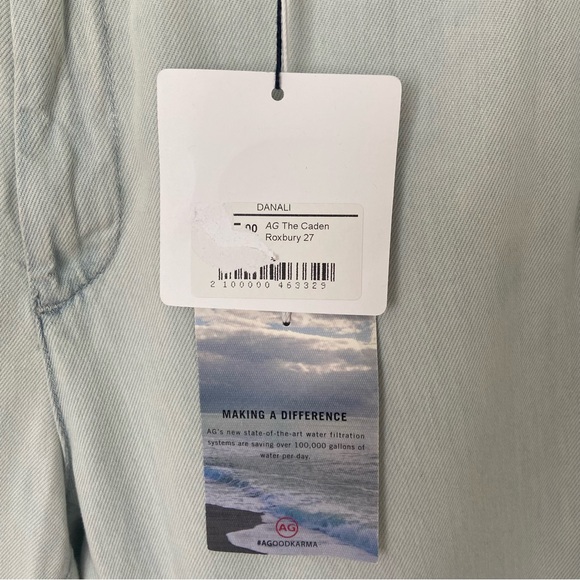 DANALI
.00 AG The Caden
Roxbury 27
2 100000 463329
MAKING A DIFFERENCE
AG's new state-of-the-art water filtration
systems are saving over 100,000 gallons of
water per day.
AG
#AGOODKARMA